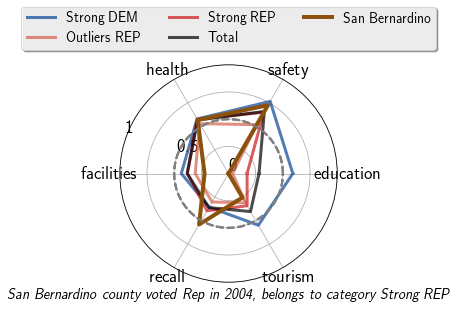 Strong DEM Strong REP San Bernardino
Outliers REP Total
health safety
1
0.5
0
facilities education
recall tourism
San Bernardino county voted Rep in 2004, belongs to category Strong REP